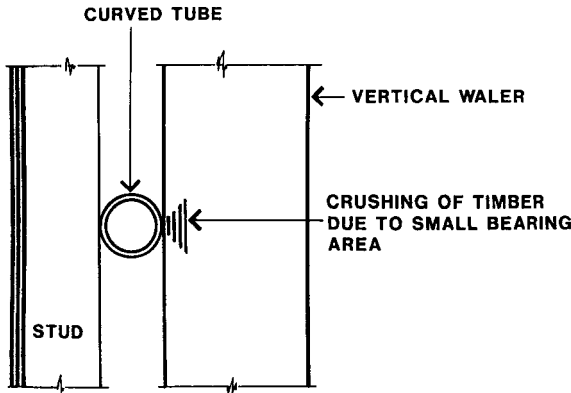 CURVED TUBE
VERTICAL WALER
CRUSHING OF TIMBER
DUE TO SMALL BEARING
AREA
STUD